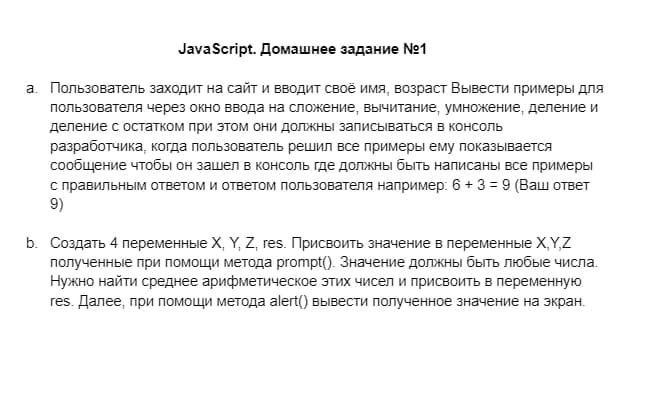 JavaScript. Домашнее задание №1
a. Пользователь заходит на сайт и вводит своё имя, возраст Вывести примеры для
пользователя через окно ввода на сложение, вычитание, умножение, деление и
деление с остатком при этом они должны записываться в консоль
разработчика, когда пользователь решил все примеры ему показывается
сообщение чтобы он зашел в консоль где должны быть написаны все примеры
с правильным ответом и ответом пользователя например: 6 + 3 = 9 (Ваш ответ
9)
b. Создать 4 переменные X, Y, Z, res. Присвоить значение в переменные X,Y,Z
полученные при помощи метода prompt(). Значение должны быть любые числа.
Нужно найти среднее арифметическое этих чисел и присвоить в переменную
res. Далее, при помощи метода alert() вывести полученное значение на экран.